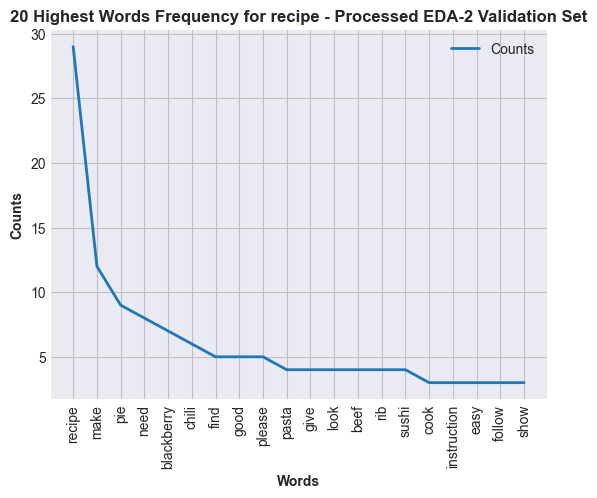 20 Highest Words Frequency for recipe - Processed EDA-2 Validation Set
Counts
30
25
20
15
10
5
Counts
recipe
make
pie
need
blackberry
chili
find
good
please
pasta
give
look
beef
rib
sushi
cook
instruction
easy
follow
show
Words